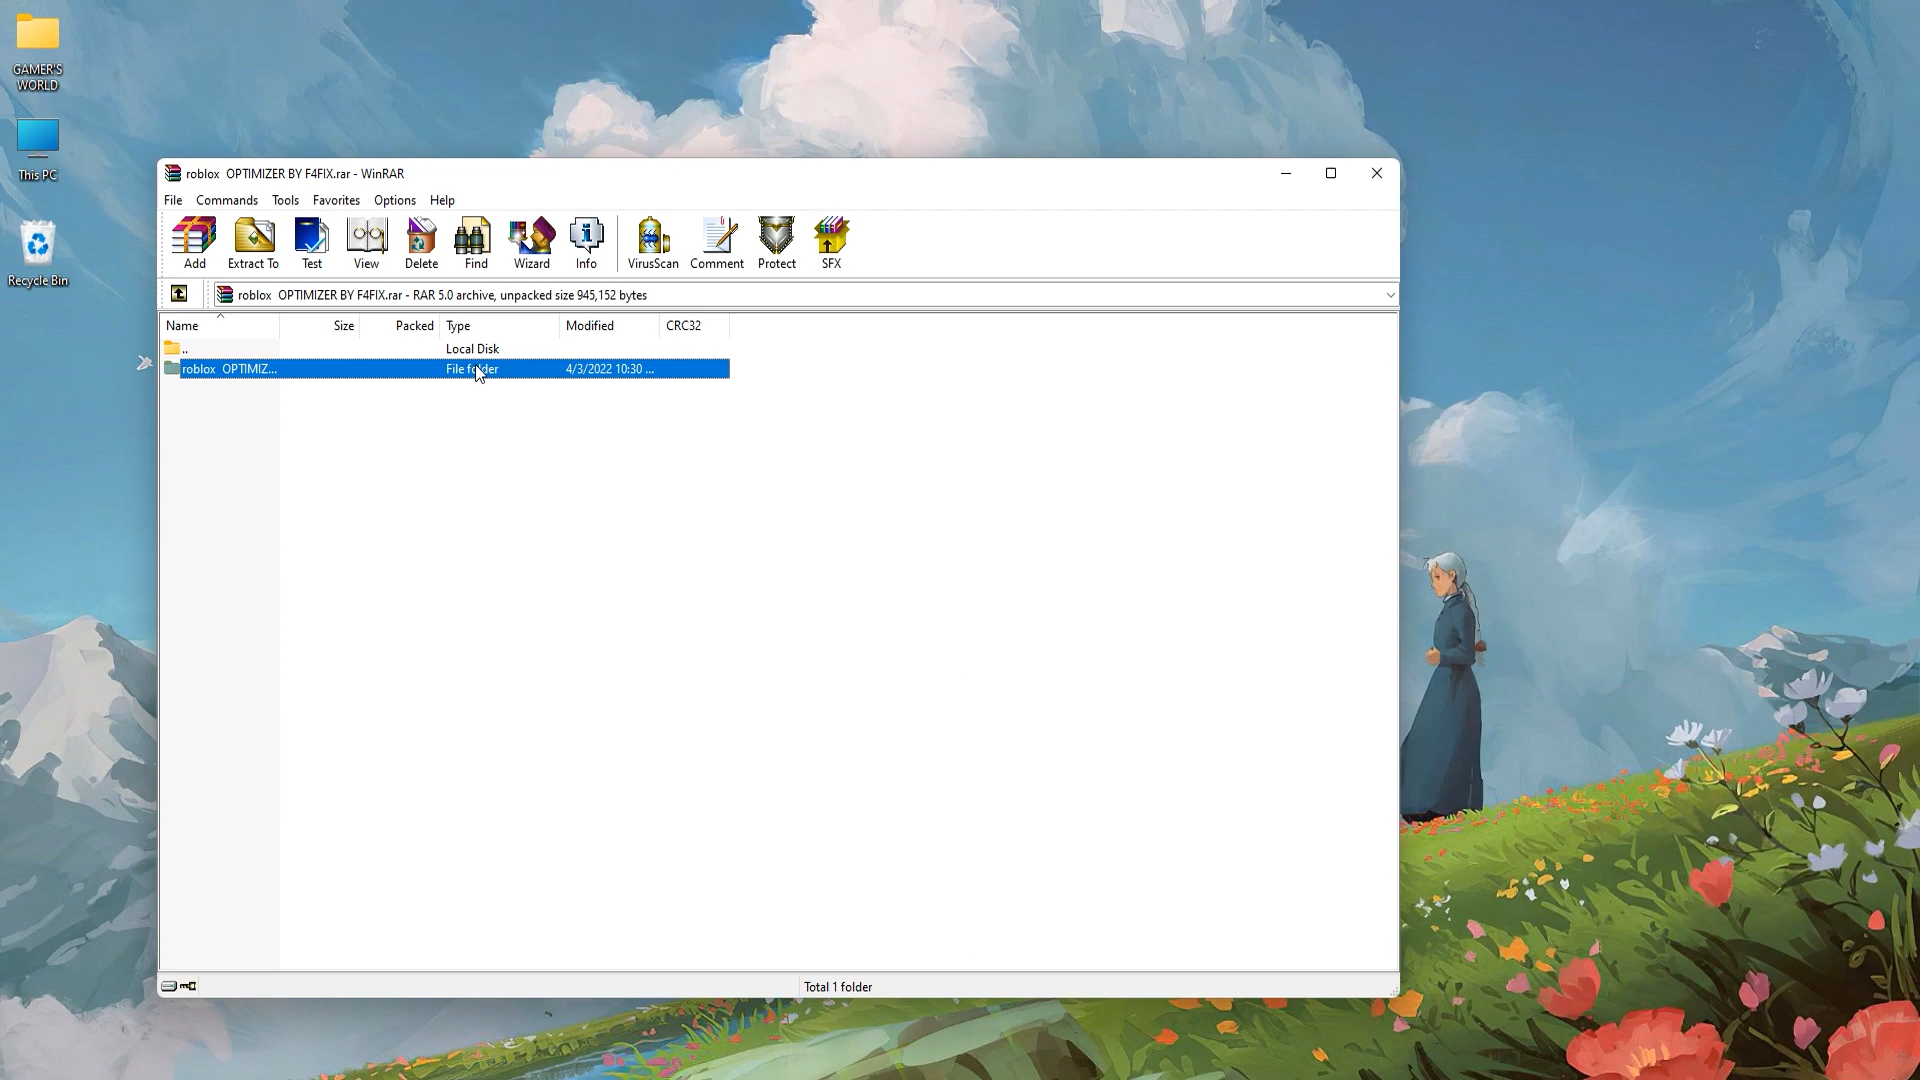 GAMER'S
WORLD
This PC
Recycle Bin
roblox  OPTIMIZER BY F4FIX.rar - WinRAR
File Commands Tools Favorites Options Help
Add Extract To Test View Delete Find Wizard Info VirusScan Comment Protect SFX
roblox  OPTIMIZER BY F4FIX.rar - RAR 5.0 archive, unpacked size 945,152 bytes
Name Size Packed Type Modified CRC32
.. Local Disk
roblox  OPTIMIZ... File folder 4/3/2022 10:30 ...
Total 1 folder